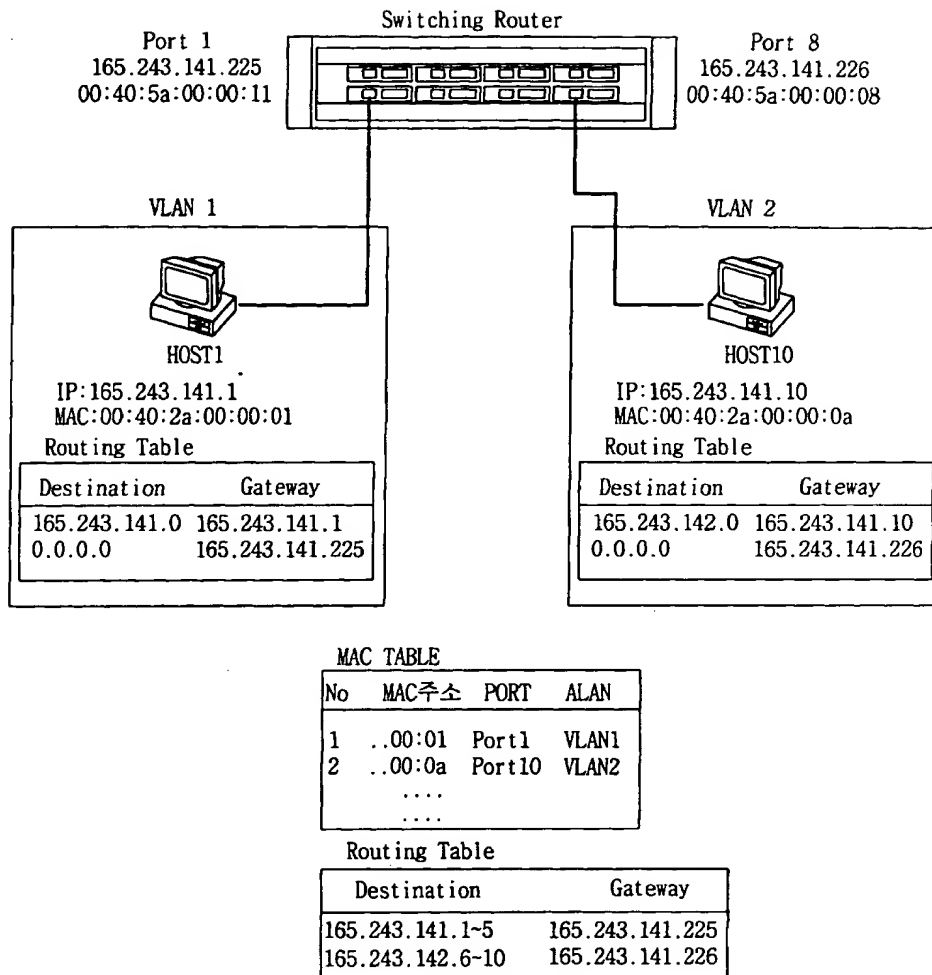 Switching Router
Port 1
165.243.141.225
00:40:5a:00:00:11
Port 8
165.243.141.226
00:40:5a:00:00:08
VLAN 1
HOST1
IP:165.243.141.1
MAC:00:40:2a:00:00:01
Routing Table
Destination Gateway
165.243.141.0 165.243.141.1
0.0.0.0 165.243.141.225
VLAN 2
HOST10
IP:165.243.141.10
MAC:00:40:2a:00:00:0a
Routing Table
Destination Gateway
165.243.142.0 165.243.141.10
0.0.0.0 165.243.141.226
MAC TABLE
No MAC주소 PORT ALAN
1 ..00:01 Port1 VLAN1
2 ..00:0a Port10 VLAN2
....
....
Routing Table
Destination Gateway
165.243.141.1~5 165.243.141.225
165.243.142.6~10 165.243.141.226